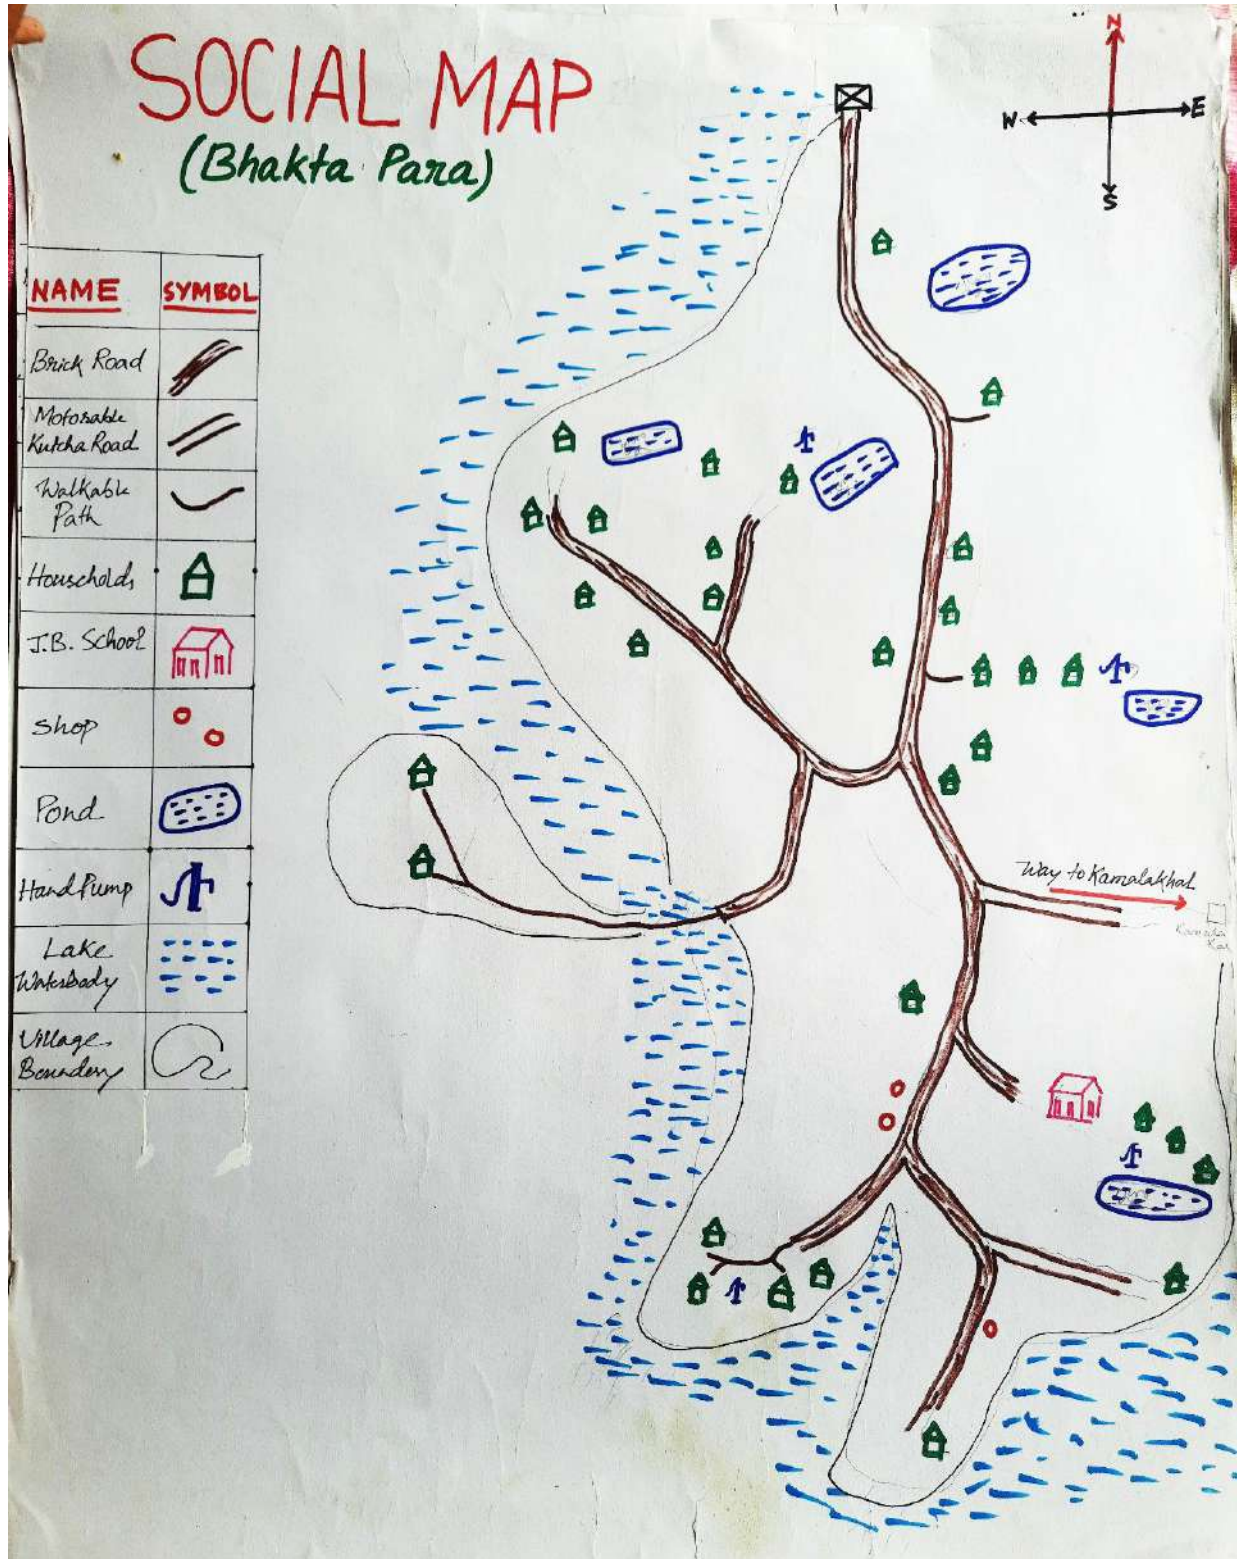 SOCIAL MAP
(Bhakta Para)
N
W
E
S
NAME SYMBOL
Brick Road
Motorable
Kutcha Road
Walkable
Path
Households
J.B. School
Shop
Pond
Hand Pump
Lake
Waterbody
Village
Boundery
Way to Kamalakhal